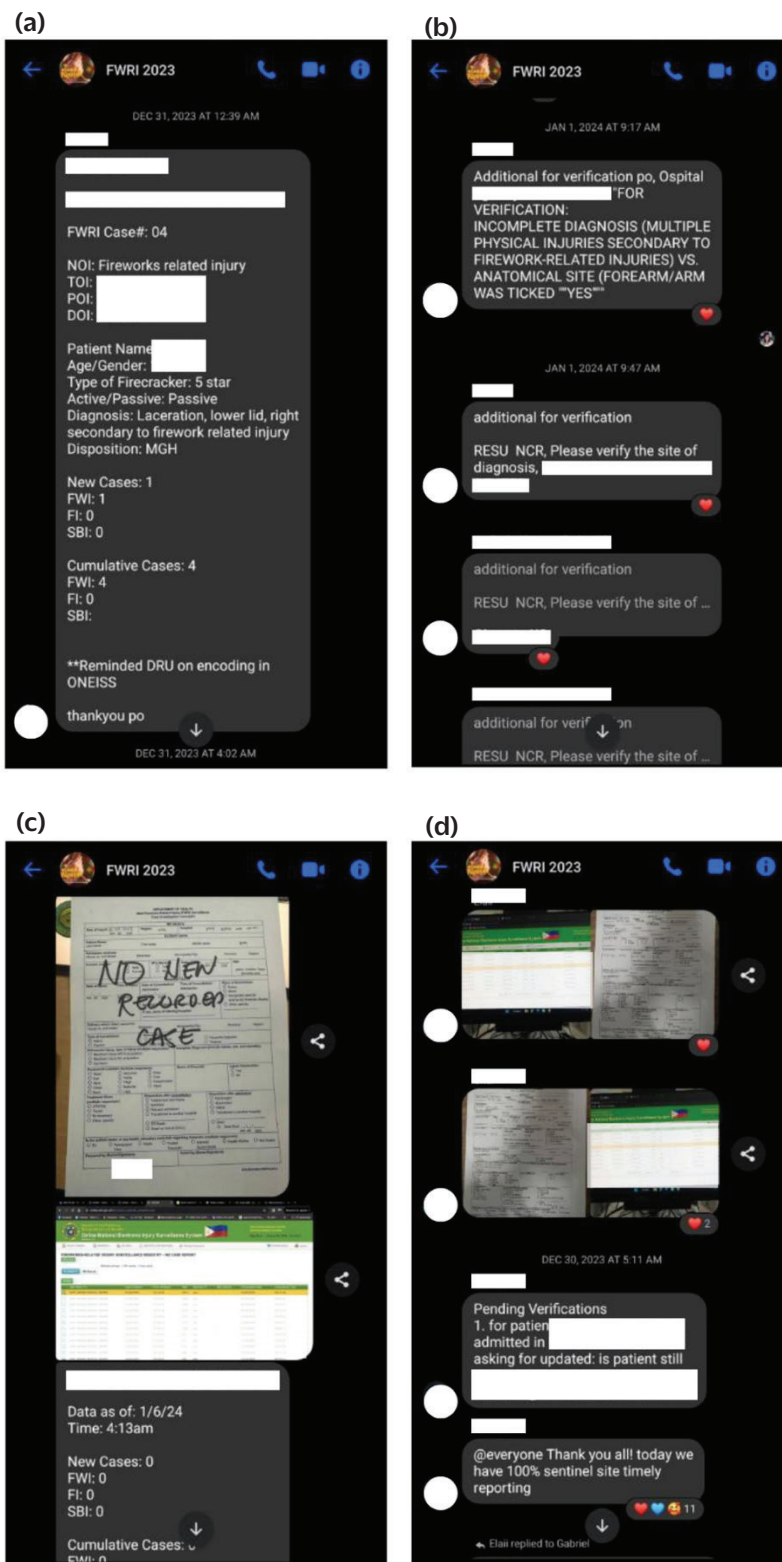 (a)
FWRI 2023
DEC 31, 2023 AT 12:39 AM
FWRI Case#: 04
NOI: Fireworks related injury
TOI:
POI:
DOI:
Patient Name
Age/Gender:
Type of Firecracker: 5 star
Active/Passive: Passive
Diagnosis: Laceration, lower lid, right
secondary to firework related injury
Disposition: MGH
New Cases: 1
FWI: 1
FI: 0
SBI: 0
Cumulative Cases: 4
FWI: 4
FI: 0
SBI:
**Reminded DRU on encoding in
ONEISS
thankyou po
DEC 31, 2023 AT 4:02 AM
(b)
FWRI 2023
JAN 1, 2024 AT 9:17 AM
Additional for verification po, Ospital
"FOR
VERIFICATION:
INCOMPLETE DIAGNOSIS (MULTIPLE
PHYSICAL INJURIES SECONDARY TO
FIREWORK-RELATED INJURIES) VS.
ANATOMICAL SITE (FOREARM/ARM
WAS TICKED ""YES"""
JAN 1, 2024 AT 9:47 AM
additional for verification
RESU NCR, Please verify the site of
diagnosis,
additional for verification
RESU NCR, Please verify the site of ...
additional for
RESU NCR, Please verify the site of ...
(c)
FWRI 2023
DEPARTMENT OF HEALTH
NO NEW
RECORDED
CASE
Online National Electronic Injury Surveillance System
Data as of: 1/6/24
Time: 4:13am
New Cases: 0
FWI: 0
FI: 0
SBI: 0
Cumulative Cases:
FWI: 0
(d)
FWRI 2023
Pending Verifications
1. for patien
admitted in
asking for updated: is patient still
DEC 30, 2023 AT 5:11 AM
@everyone Thank you all! today we
have 100% sentinel site timely
reporting
11
Elaii replied to Gabriel